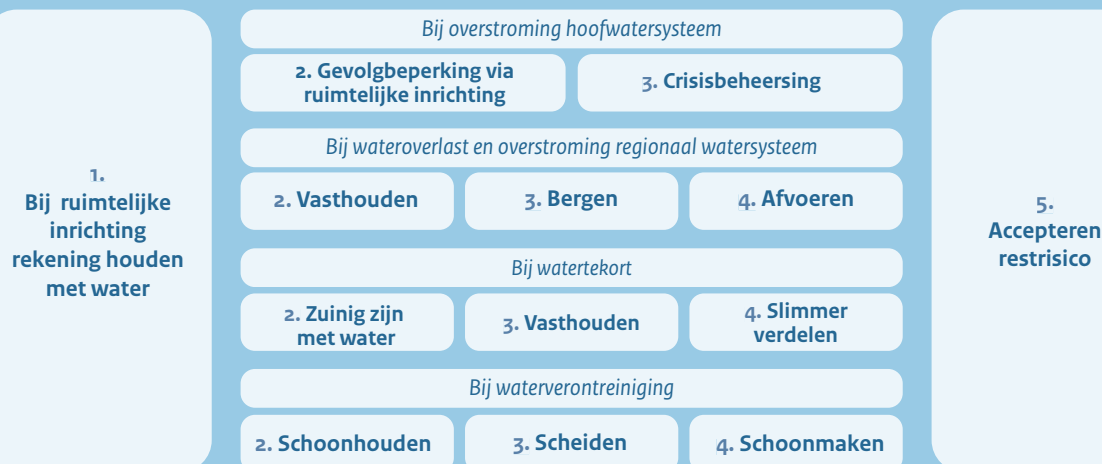 1.
Bij ruimtelijke
inrichting
rekening houden
met water
Bij overstroming hoofwatersysteem
2. Gevolgbeperking via
ruimtelijke inrichting
3. Crisisbeheersing
Bij wateroverlast en overstroming regionaal watersysteem
2. Vasthouden
3. Bergen
4. Afvoeren
Bij watertekort
2. Zuinig zijn
met water
3. Vasthouden
4. Slimmer
verdelen
Bij waterverontreiniging
2. Schoonhouden
3. Scheiden
4. Schoonmaken
5.
Accepteren
restrisico